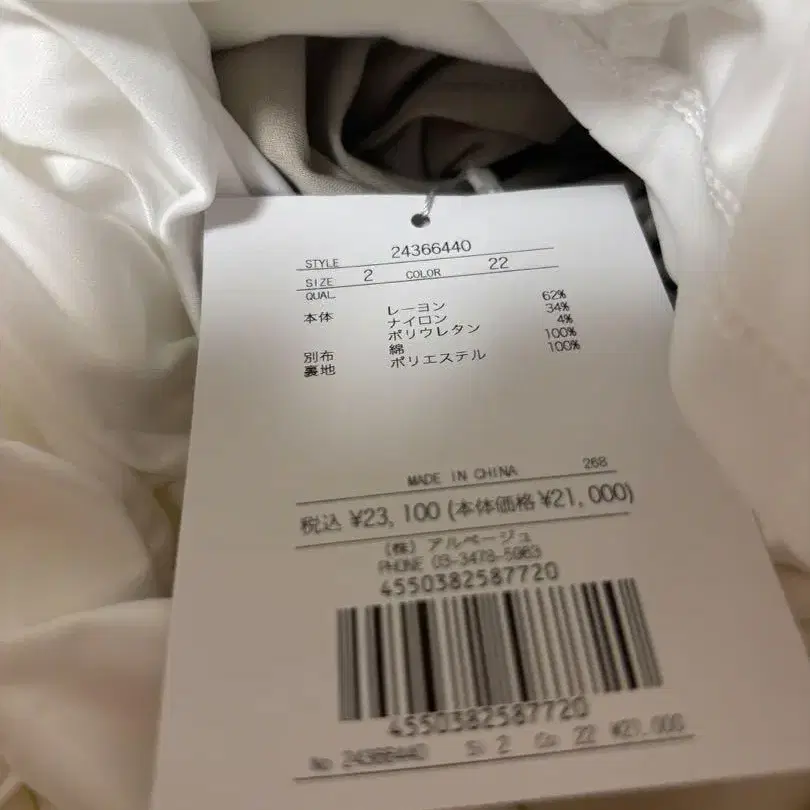 STYLE 24366440
SIZE 2 COLOR 22
QUAL.
本体 レーヨン 62%
ナイロン 34%
ポリウレタン 4%
別布 綿 100%
裏地 ポリエステル 100%
MADE IN CHINA 268
税込 ¥23,100 (本体価格 ¥21,000)
(株) アルページュ
PHONE 03-3478-5083
4550382587720
4550382587720
No 24366440 Si 2 Co 22 ¥21,000